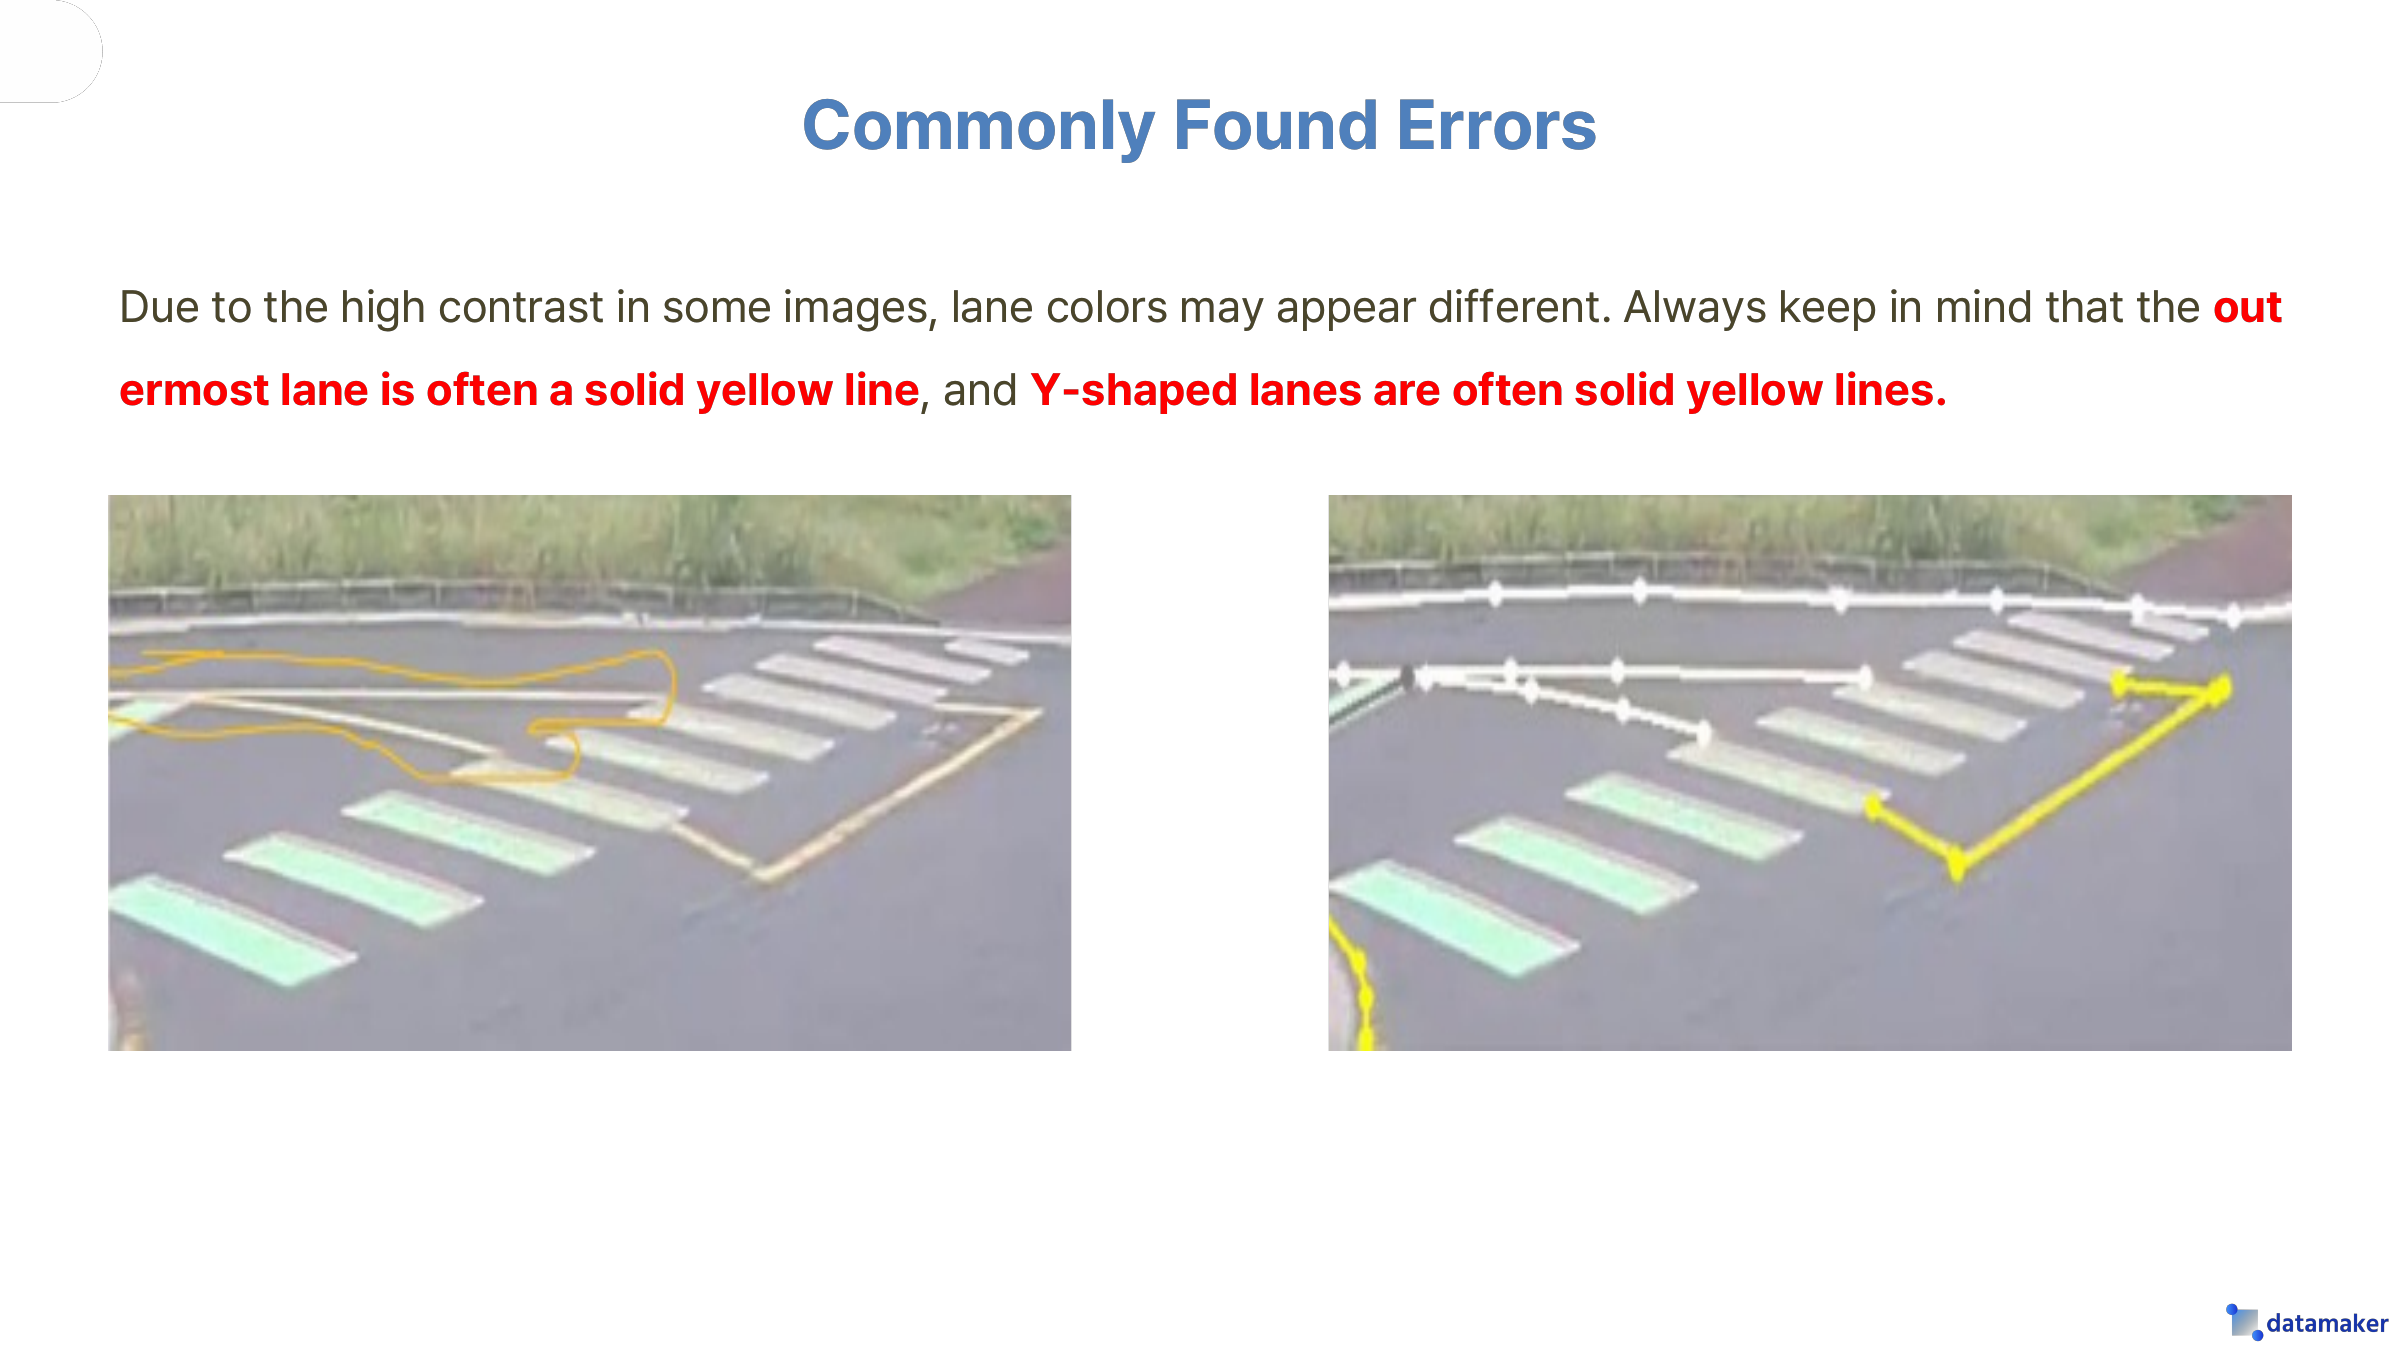 Commonly Found Errors
Due to the high contrast in some images, lane colors may appear different. Always keep in mind that the out
ermost lane is often a solid yellow line, and Y-shaped lanes are often solid yellow lines.
datamaker